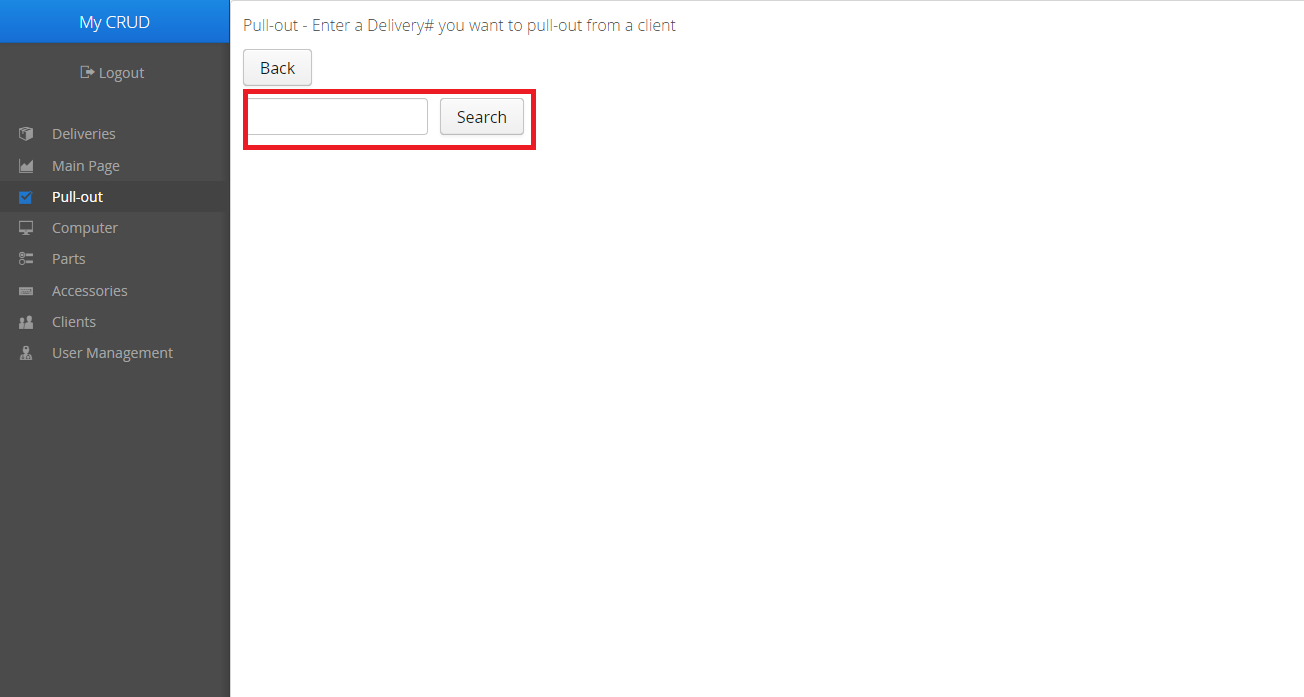 My CRUD
Logout
Deliveries
Main Page
Pull-out
Computer
Parts
Accessories
Clients
User Management
Pull-out - Enter a Delivery# you want to pull-out from a client
Back
Search